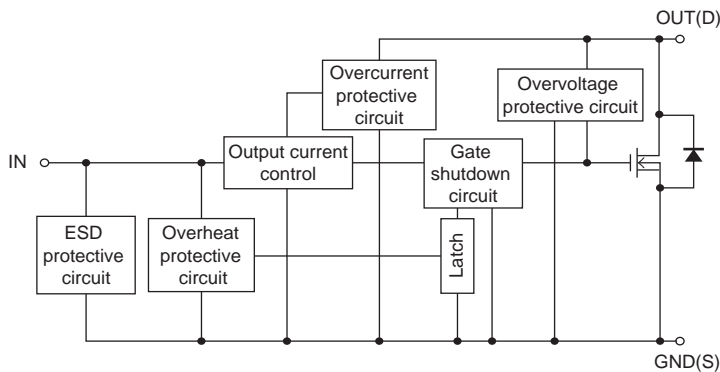 OUT(D)
Overcurrent
protective
circuit
Overvoltage
protective circuit
IN
Output current
control
Gate
shutdown
circuit
ESD
protective
circuit
Overheat
protective
circuit
Latch
GND(S)